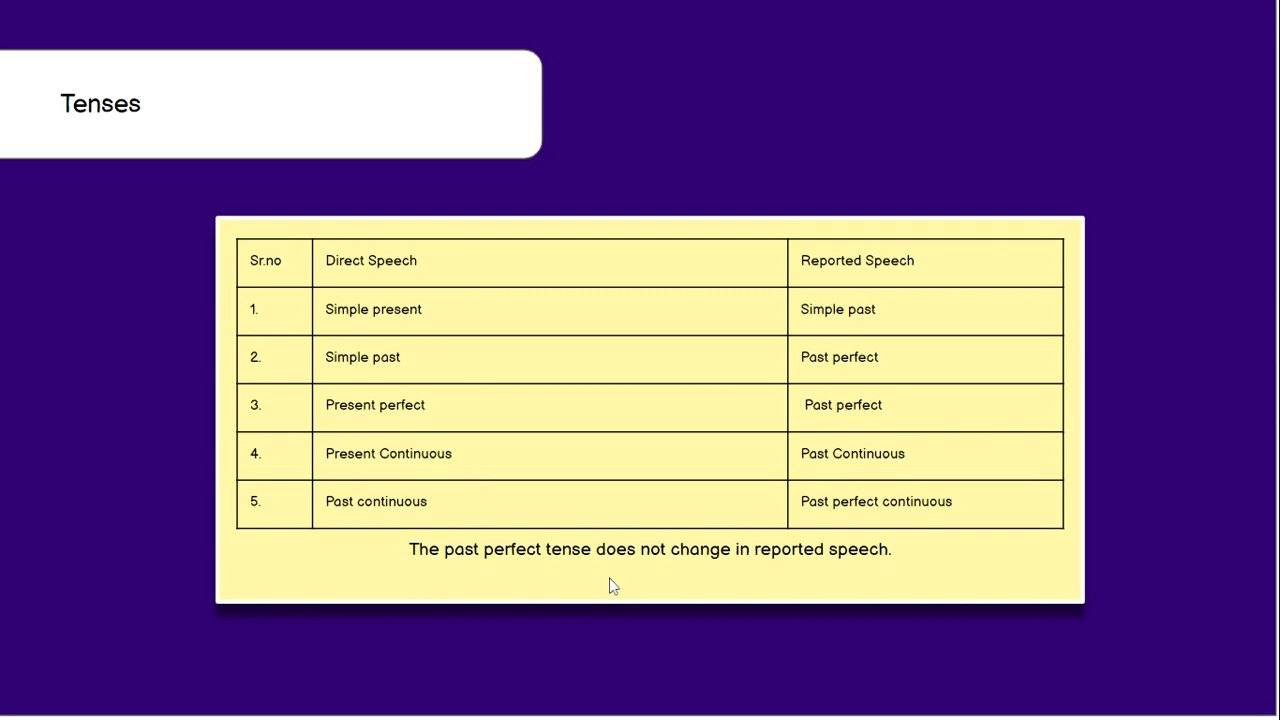 Tenses
Sr.no Direct Speech Reported Speech
1. Simple present Simple past
2. Simple past Past perfect
3. Present perfect Past perfect
4. Present Continuous Past Continuous
5. Past continuous Past perfect continuous
The past perfect tense does not change in reported speech.